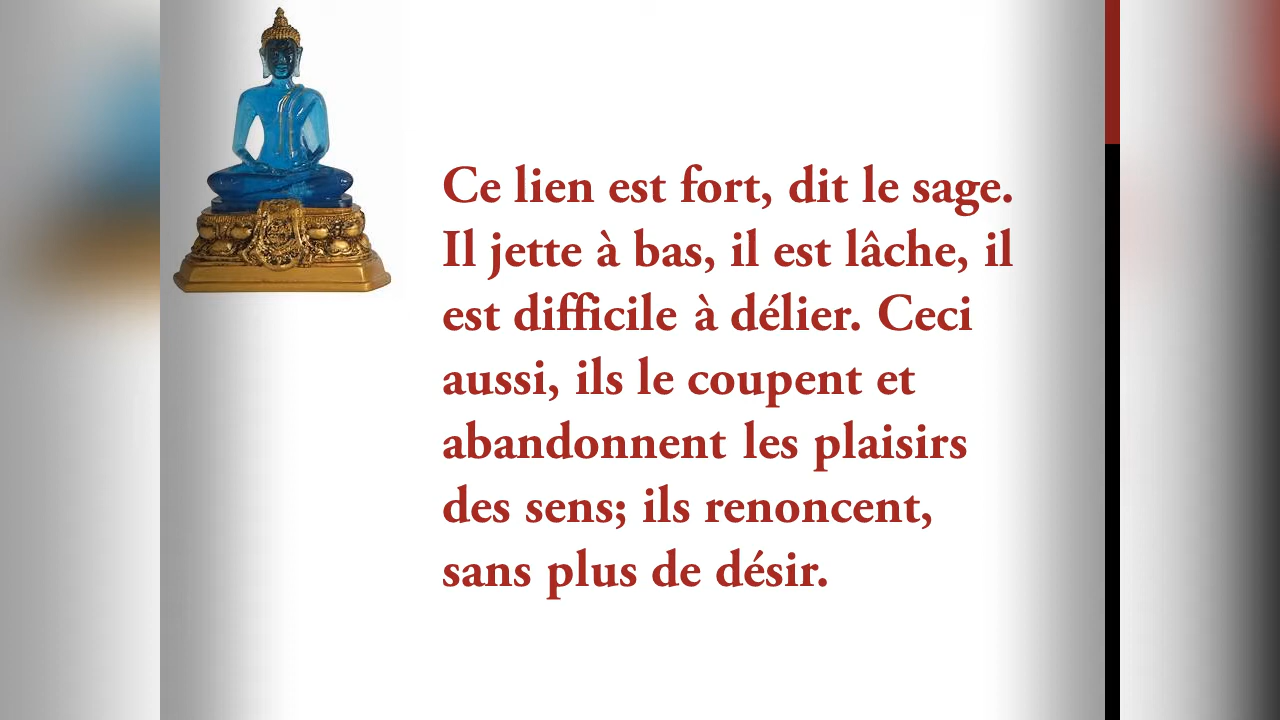 Ce lien est fort, dit le sage.
Il jette à bas, il est lâche, il
est difficile à délier. Ceci
aussi, ils le coupent et
abandonnent les plaisirs
des sens; ils renoncent,
sans plus de désir.